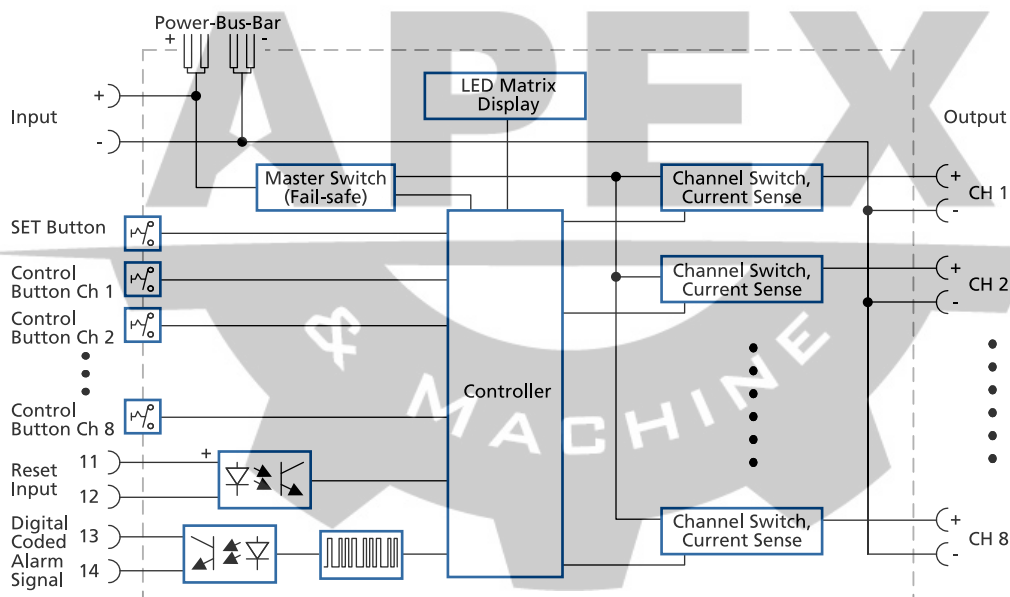 APEX
& MACHINE
Power-Bus-Bar
+ -
Input
+
-
LED Matrix
Display
Output
Master Switch
(Fail-safe)
Channel Switch,
Current Sense
+
CH 1
-
SET Button
Control
Button Ch 1
Channel Switch,
Current Sense
+
CH 2
-
Control
Button Ch 2
Controller
Control
Button Ch 8
Reset
Input
11
+
12
Digital
Coded
Alarm
Signal
13
14
Channel Switch,
Current Sense
+
CH 8
-